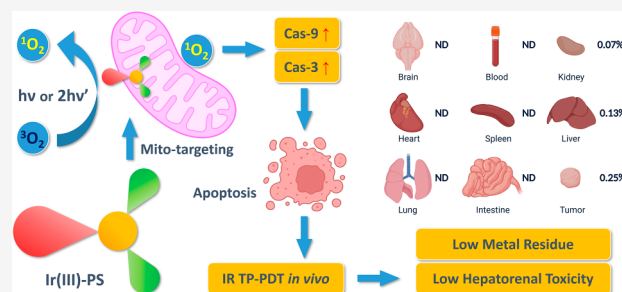 ¹O₂
hν or 2hν'
³O₂
Mito-targeting
Ir(III)-PS
¹O₂
Cas-9 ↑
Cas-3 ↑
Apoptosis
IR TP-PDT in vivo
ND
ND
0.07%
Brain
Blood
Kidney
ND
ND
0.13%
Heart
Spleen
Liver
ND
ND
0.25%
Lung
Intestine
Tumor
Low Metal Residue
Low Hepatorenal Toxicity